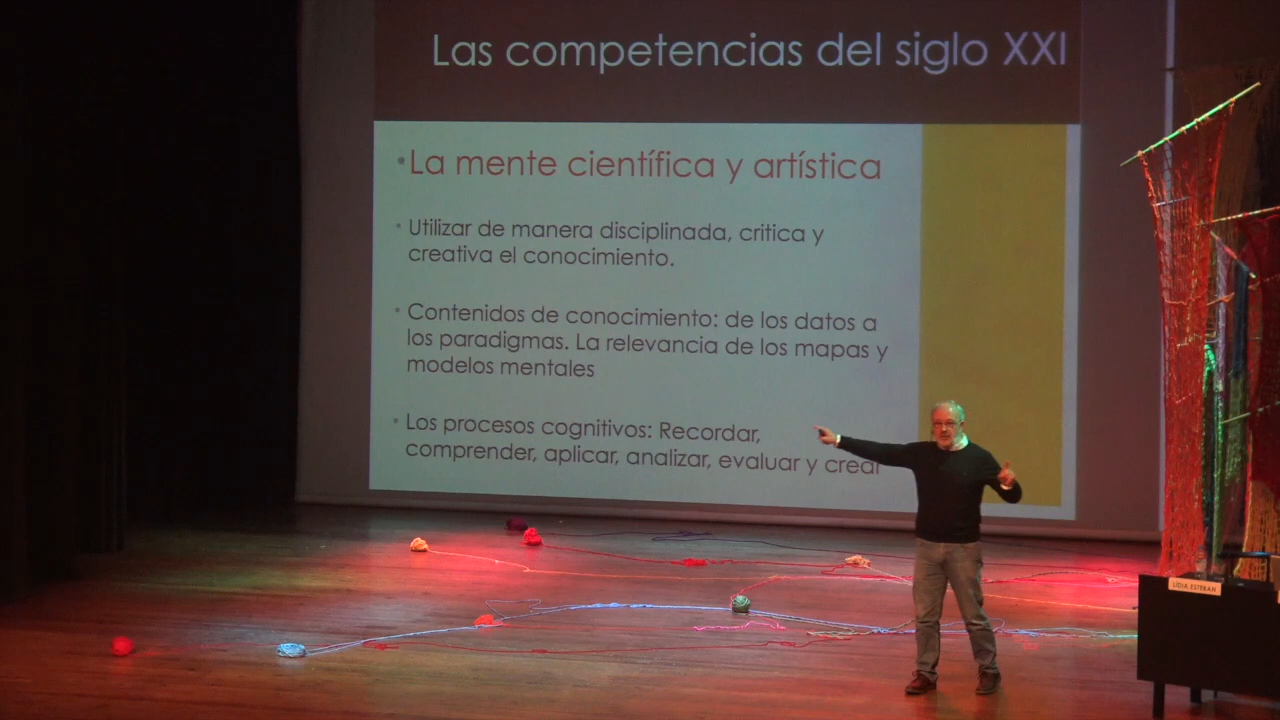 Las competencias del siglo XXI
•La mente científica y artística
• Utilizar de manera disciplinada, critica y
creativa el conocimiento.
• Contenidos de conocimiento: de los datos a
los paradigmas. La relevancia de los mapas y
modelos mentales
• Los procesos cognitivos: Recordar,
comprender, aplicar, analizar, evaluar y crear
LIDIA ESTEBAN